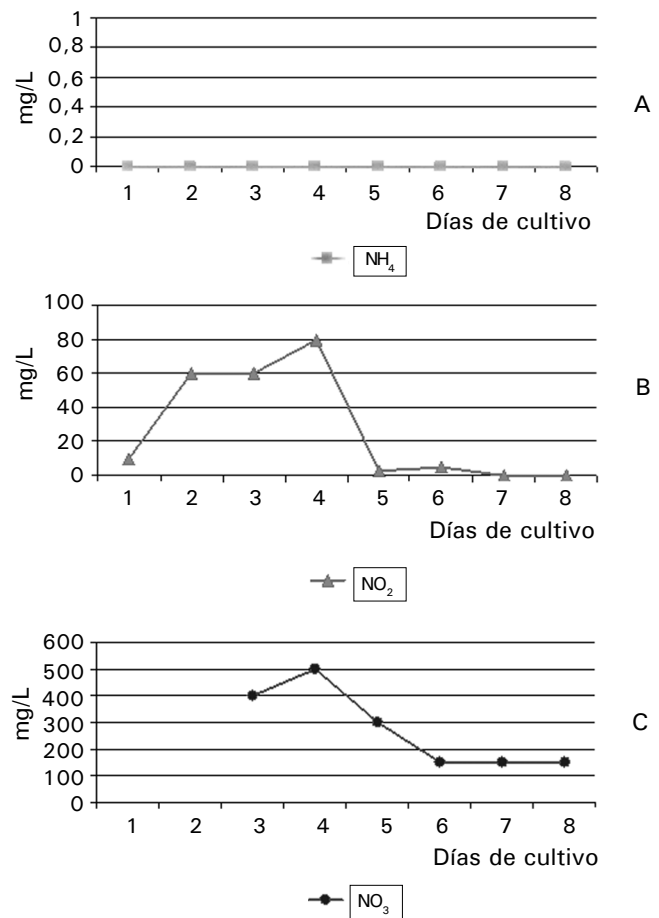 mg/L
1
0,8
0,6
0,4
0,2
0
1 2 3 4 5 6 7 8
Días de cultivo
NH4
A
mg/L
100
80
60
40
20
0
1 2 3 4 5 6 7 8
Días de cultivo
NO2
B
mg/L
600
500
400
300
200
100
0
1 2 3 4 5 6 7 8
Días de cultivo
NO3
C